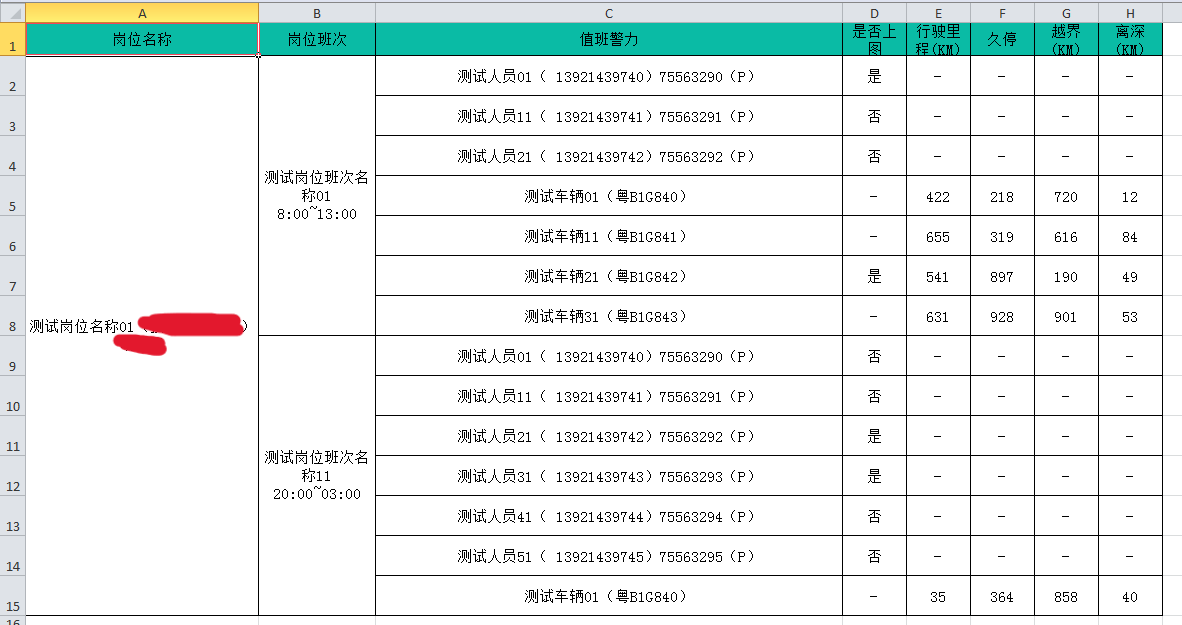 A B C D E F G H
1 岗位名称 岗位班次 值班警力 是否上图 行驶里程(KM) 久停 越界(KM) 离深(KM)
2 测试人员01（ 13921439740）75563290（P） 是 - - - -
3 测试人员11（ 13921439741）75563291（P） 否 - - - -
4 测试人员21（ 13921439742）75563292（P） 否 - - - -
测试岗位班次名
称01
8:00~13:00
5 测试车辆01（粤B1G840） - 422 218 720 12
6 测试车辆11（粤B1G841） - 655 319 616 84
7 测试车辆21（粤B1G842） 是 541 897 190 49
8 测试岗位名称01（ ） 测试车辆31（粤B1G843） - 631 928 901 53
9 测试人员01（ 13921439740）75563290（P） 否 - - - -
10 测试人员11（ 13921439741）75563291（P） 否 - - - -
11 测试人员21（ 13921439742）75563292（P） 是 - - - -
测试岗位班次名
称11
20:00~03:00
12 测试人员31（ 13921439743）75563293（P） 是 - - - -
13 测试人员41（ 13921439744）75563294（P） 否 - - - -
14 测试人员51（ 13921439745）75563295（P） 否 - - - -
15 测试车辆01（粤B1G840） - 35 364 858 40
16